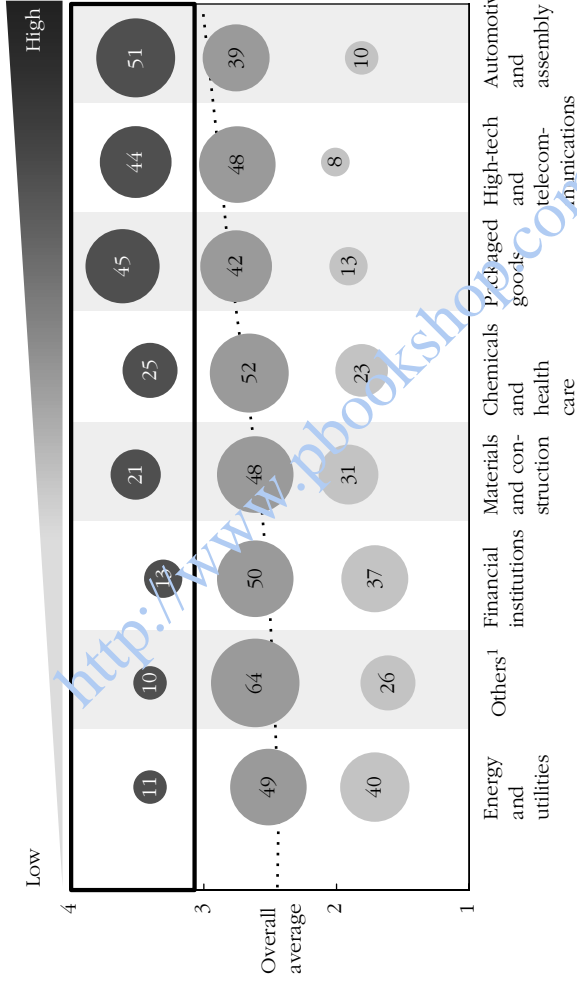 Low
High
4
3
Overall
average
2
1
11
10
13
21
25
45
44
51
49
64
50
48
52
42
48
39
40
26
37
31
23
13
8
10
Energy
and
utilities
Others¹
Financial
institutions
Materials
and con-
struction
Chemicals
and
health
care
Packaged
goods
High-tech
and
telecom-
munications
and
assembly
http://www.pbookshop.com